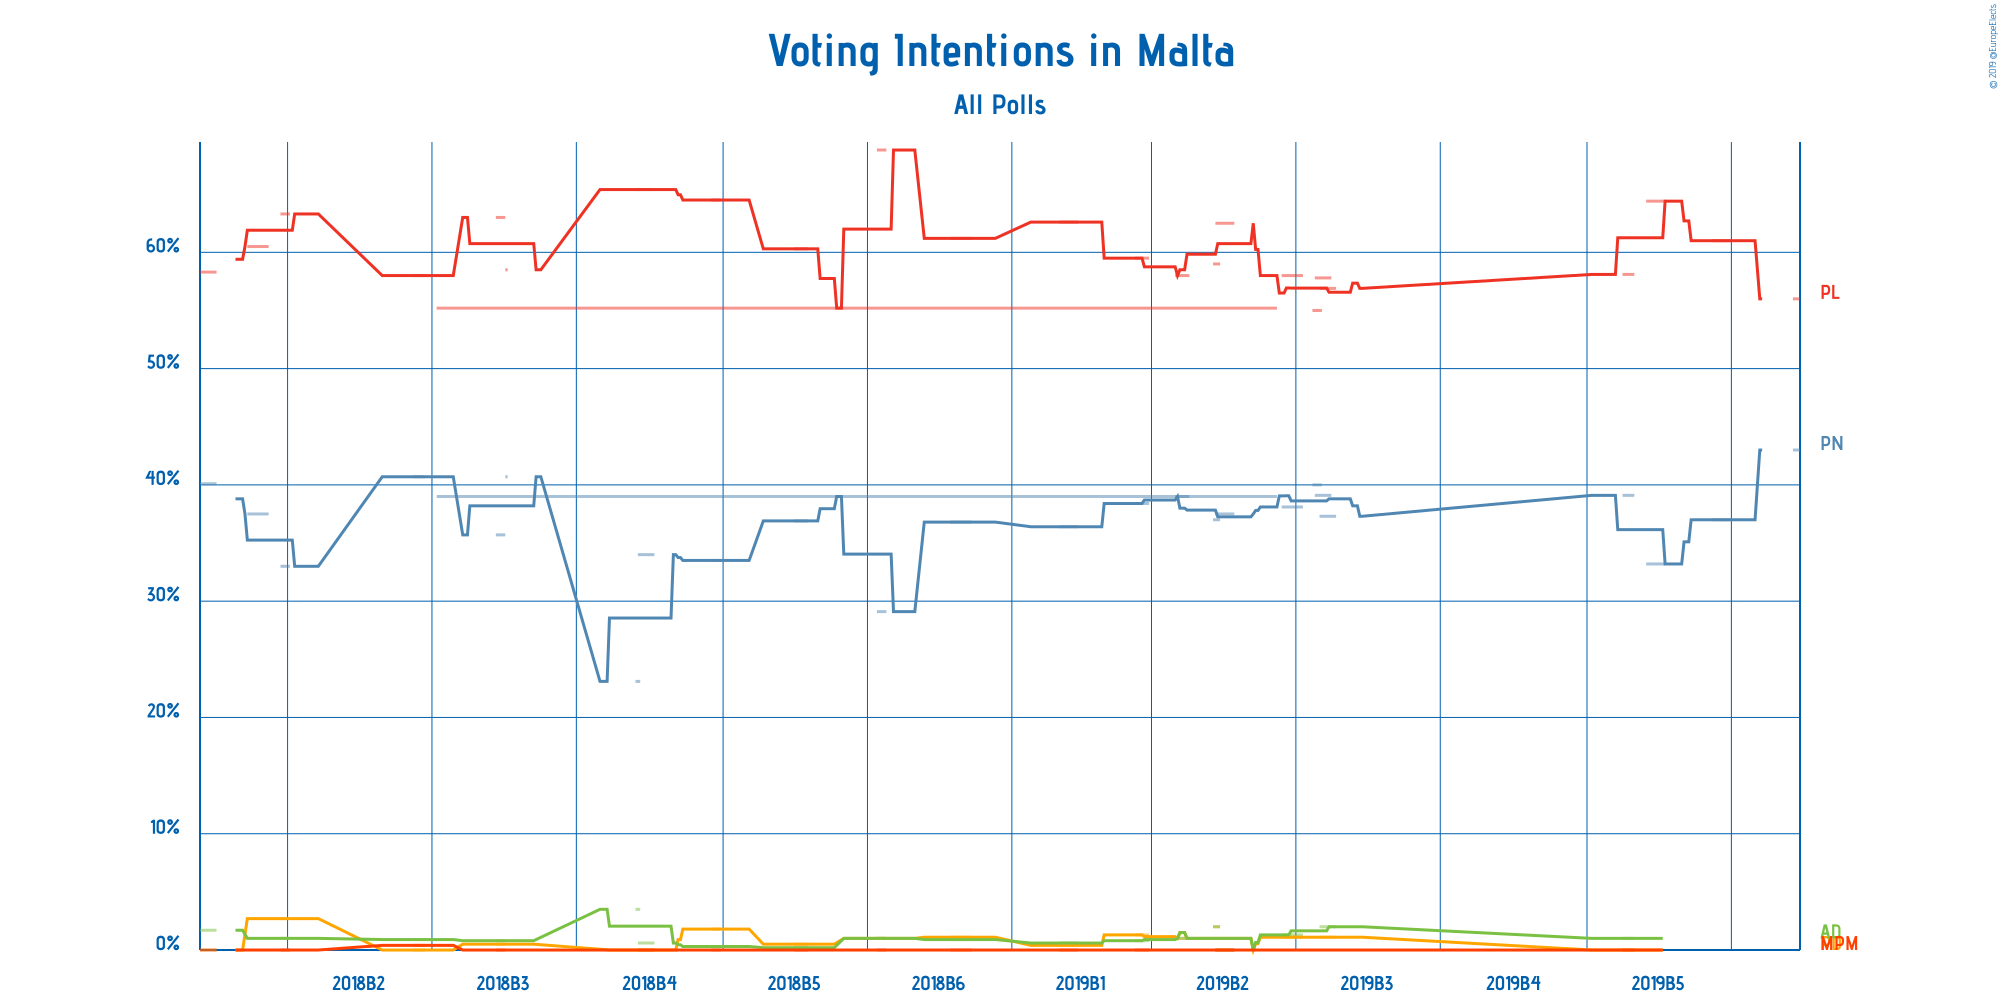 © 2019 @EuropeElects
Voting Intentions in Malta
All Polls
60%
PL
50%
PN
40%
30%
20%
10%
AD
0%
MPM
2018B2 2018B3 2018B4 2018B5 2018B6 2019B1 2019B2 2019B3 2019B4 2019B5